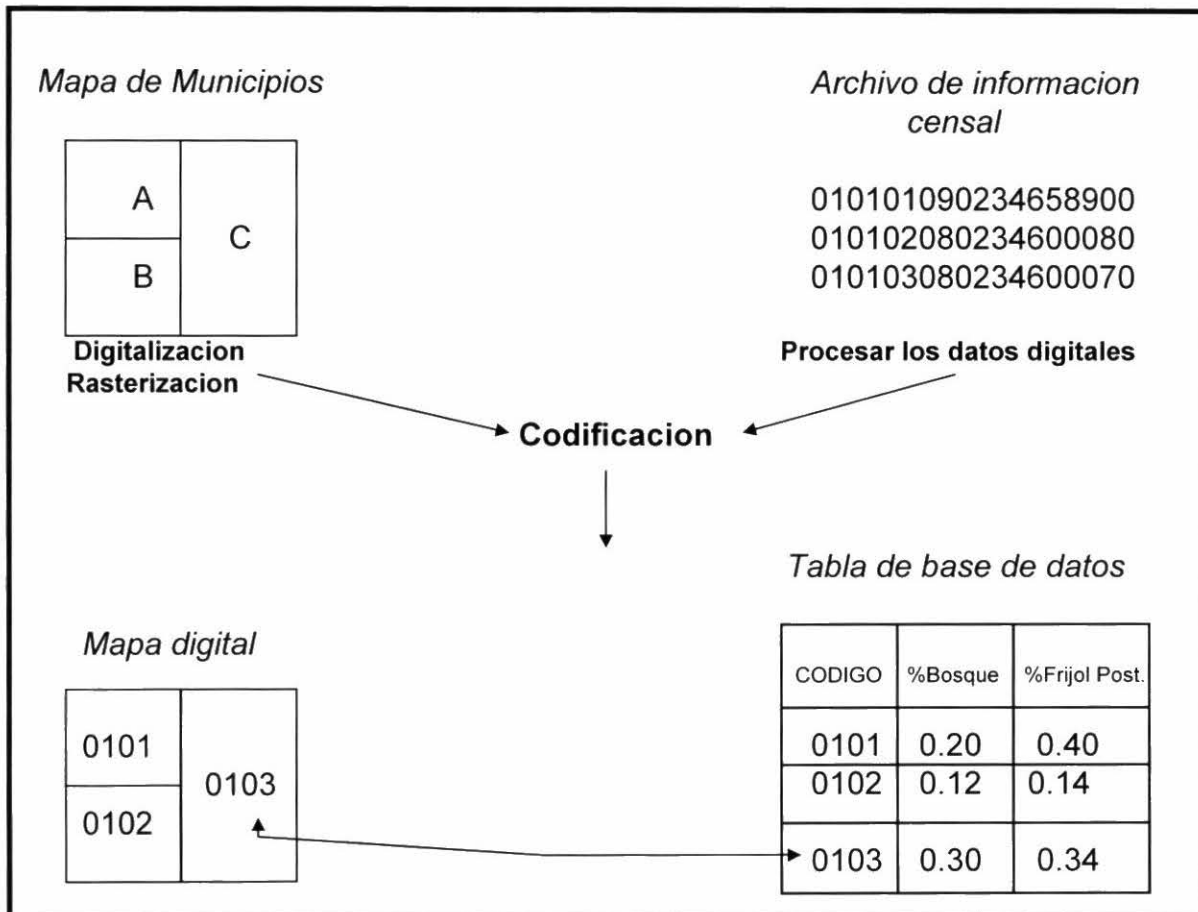 Mapa de Municipios
A
B
C
Digitalizacion
Rasterizacion
Archivo de informacion
censal
010101090234658900
010102080234600080
010103080234600070
Procesar los datos digitales
Codificacion
Mapa digital
0101
0102
0103
Tabla de base de datos
CODIGO %Bosque %Frijol Post.
0101 0.20 0.40
0102 0.12 0.14
0103 0.30 0.34